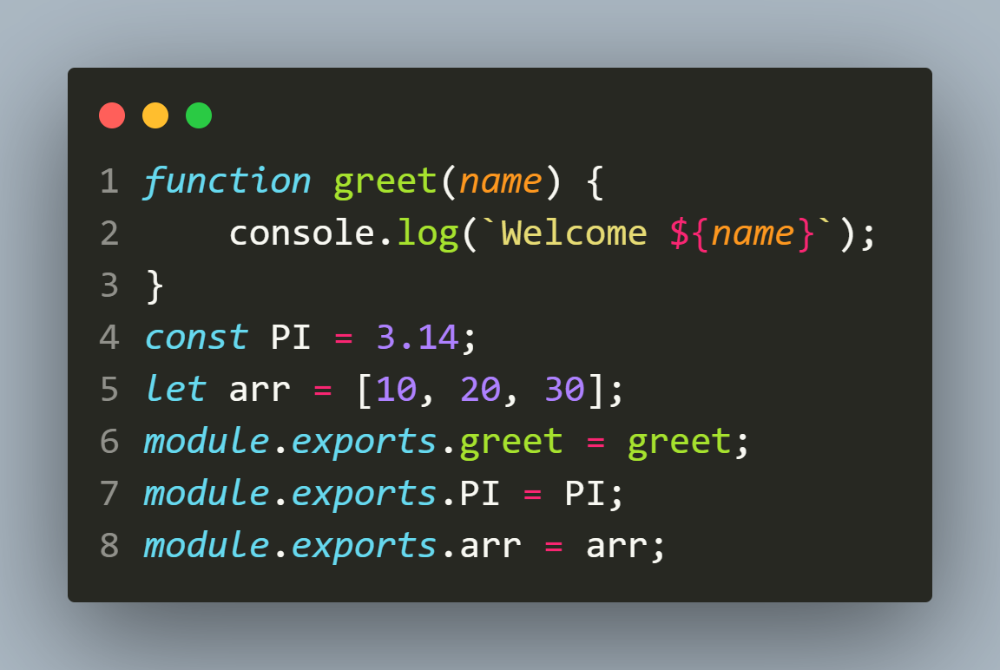 1 function greet(name) {
2     console.log(`Welcome ${name}`);
3 }
4 const PI = 3.14;
5 let arr = [10, 20, 30];
6 module.exports.greet = greet;
7 module.exports.PI = PI;
8 module.exports.arr = arr;